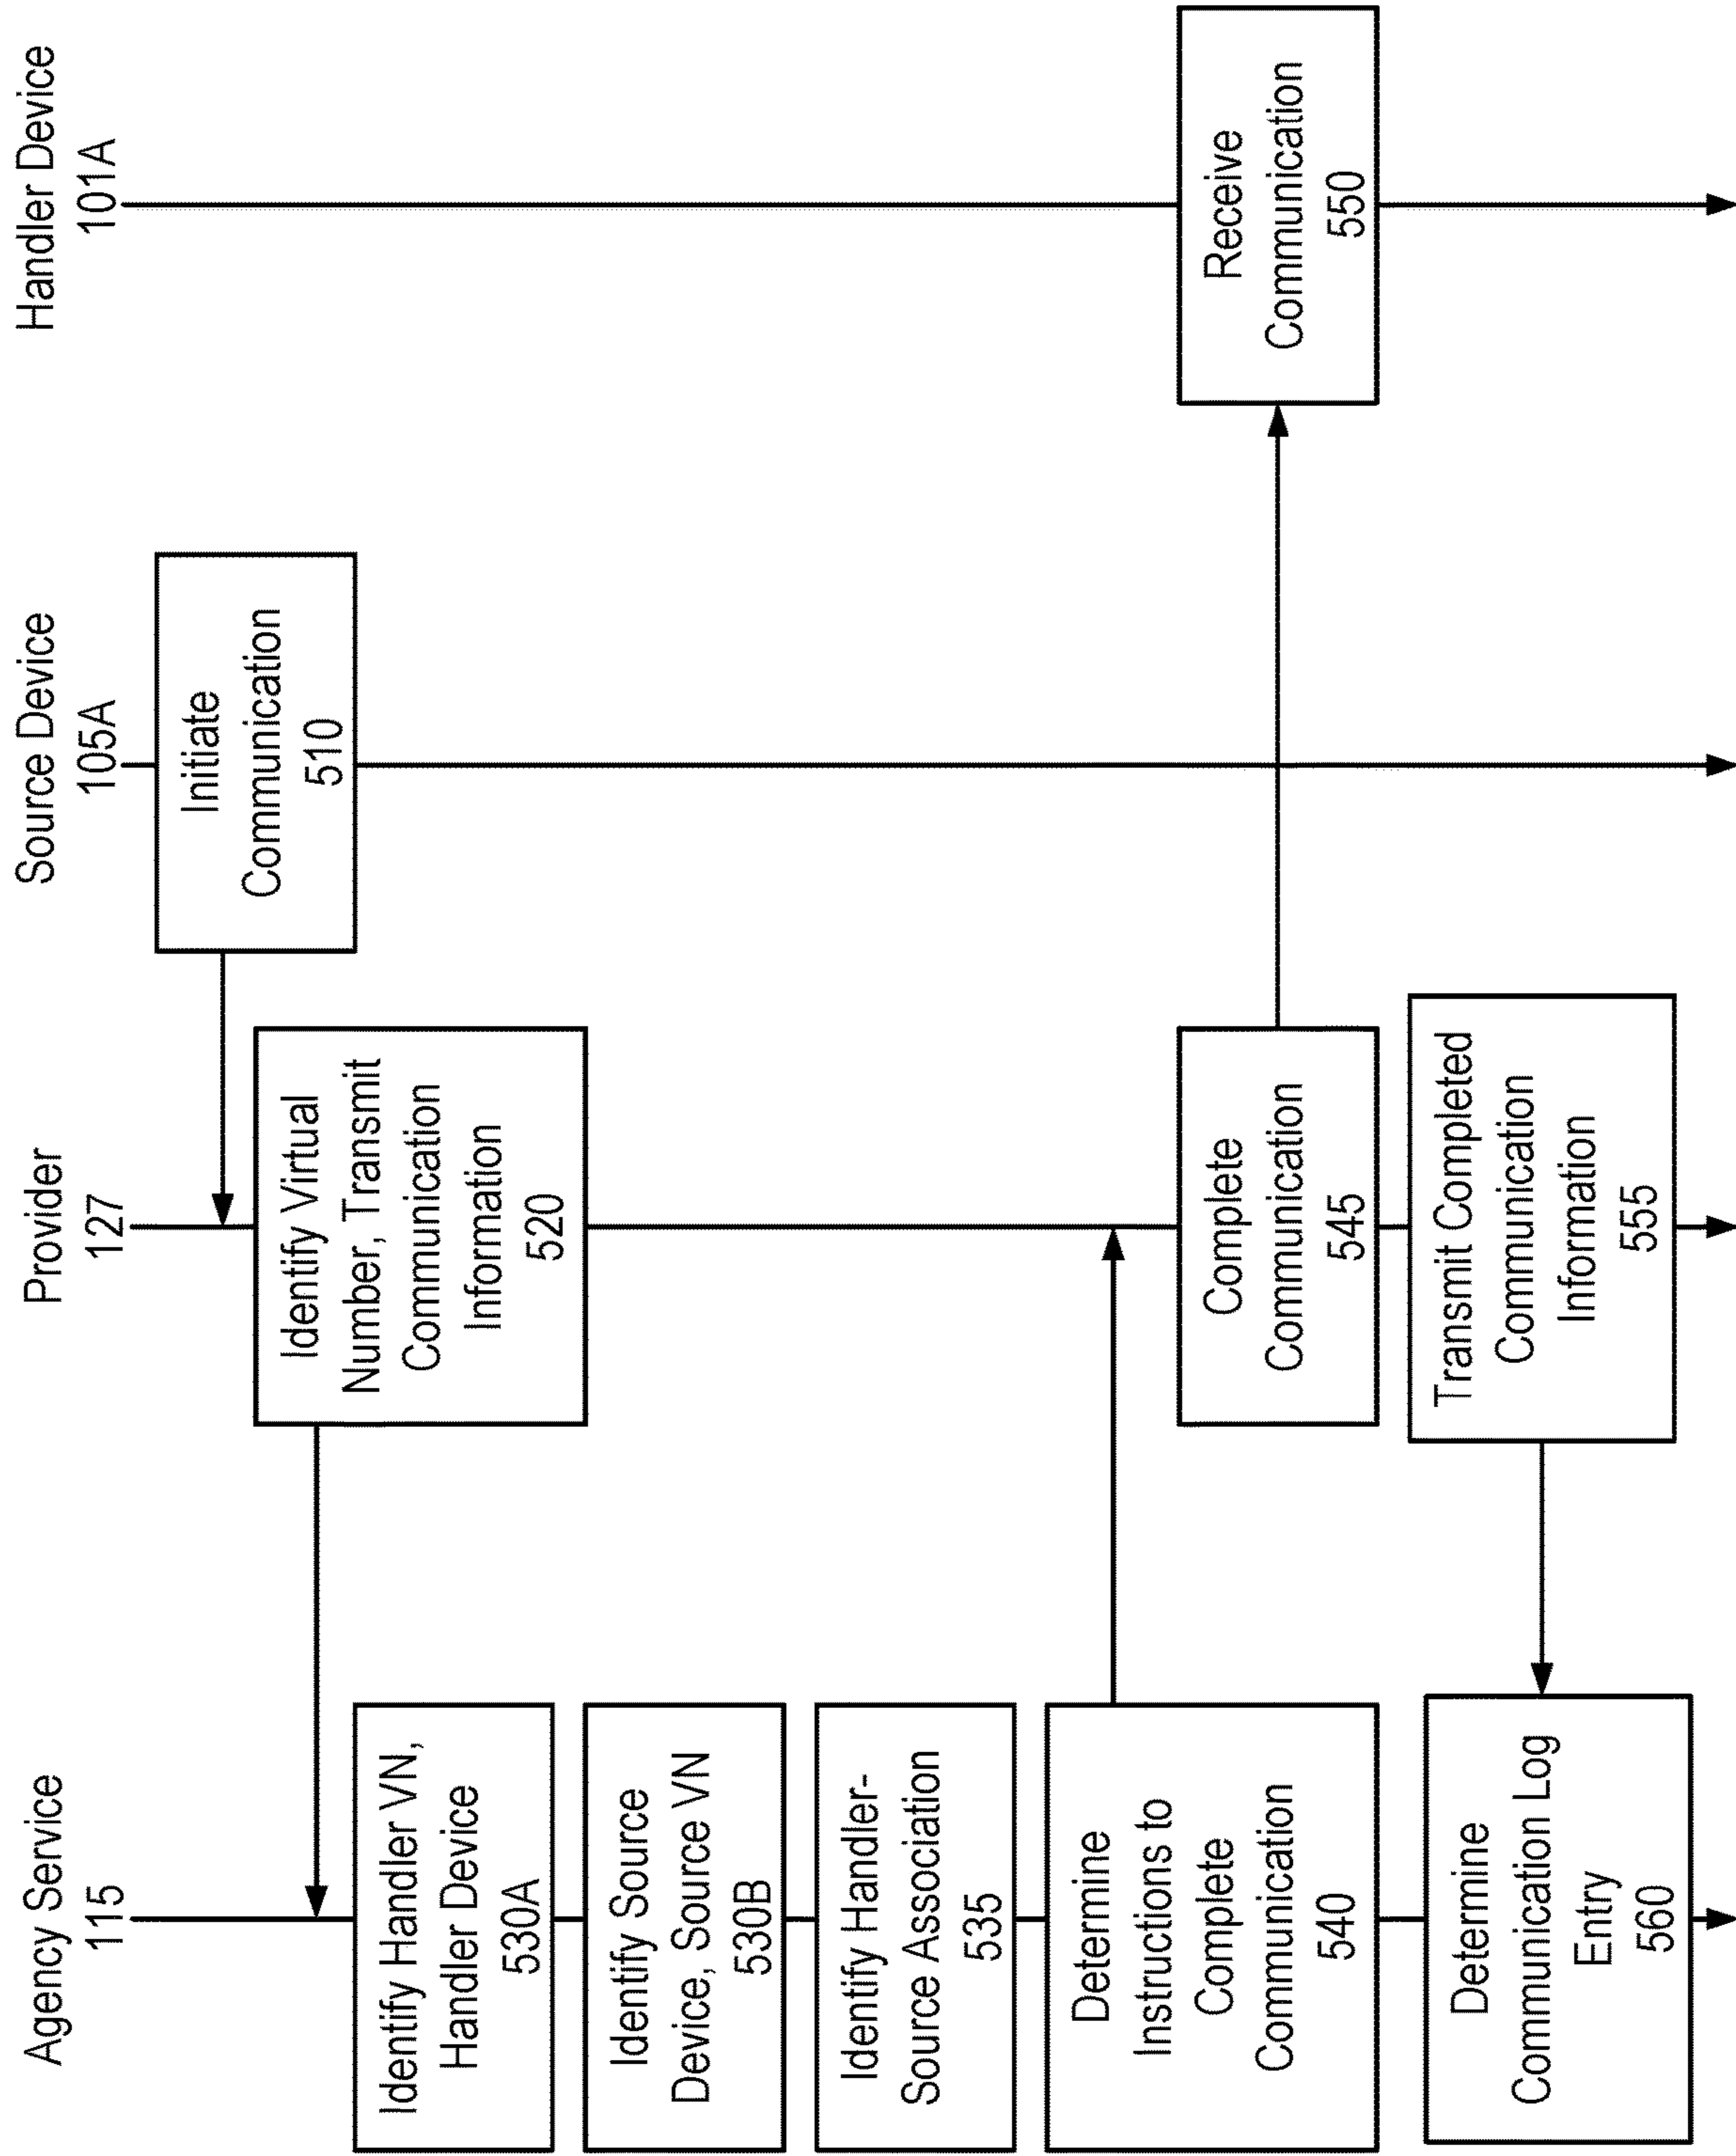 Agency Service
115
Provider
127
Source Device
105A
Handler Device
101A
Initiate
Communication
510
Identify Virtual
Number, Transmit
Communication
Information
520
Identify Handler VN,
Handler Device
530A
Identify Source
Device, Source VN
530B
Identify Handler-
Source Association
535
Determine
Instructions to
Complete
Communication
540
Complete
Communication
545
Receive
Communication
550
Transmit Completed
Communication
Information
555
Determine
Communication Log
Entry
560